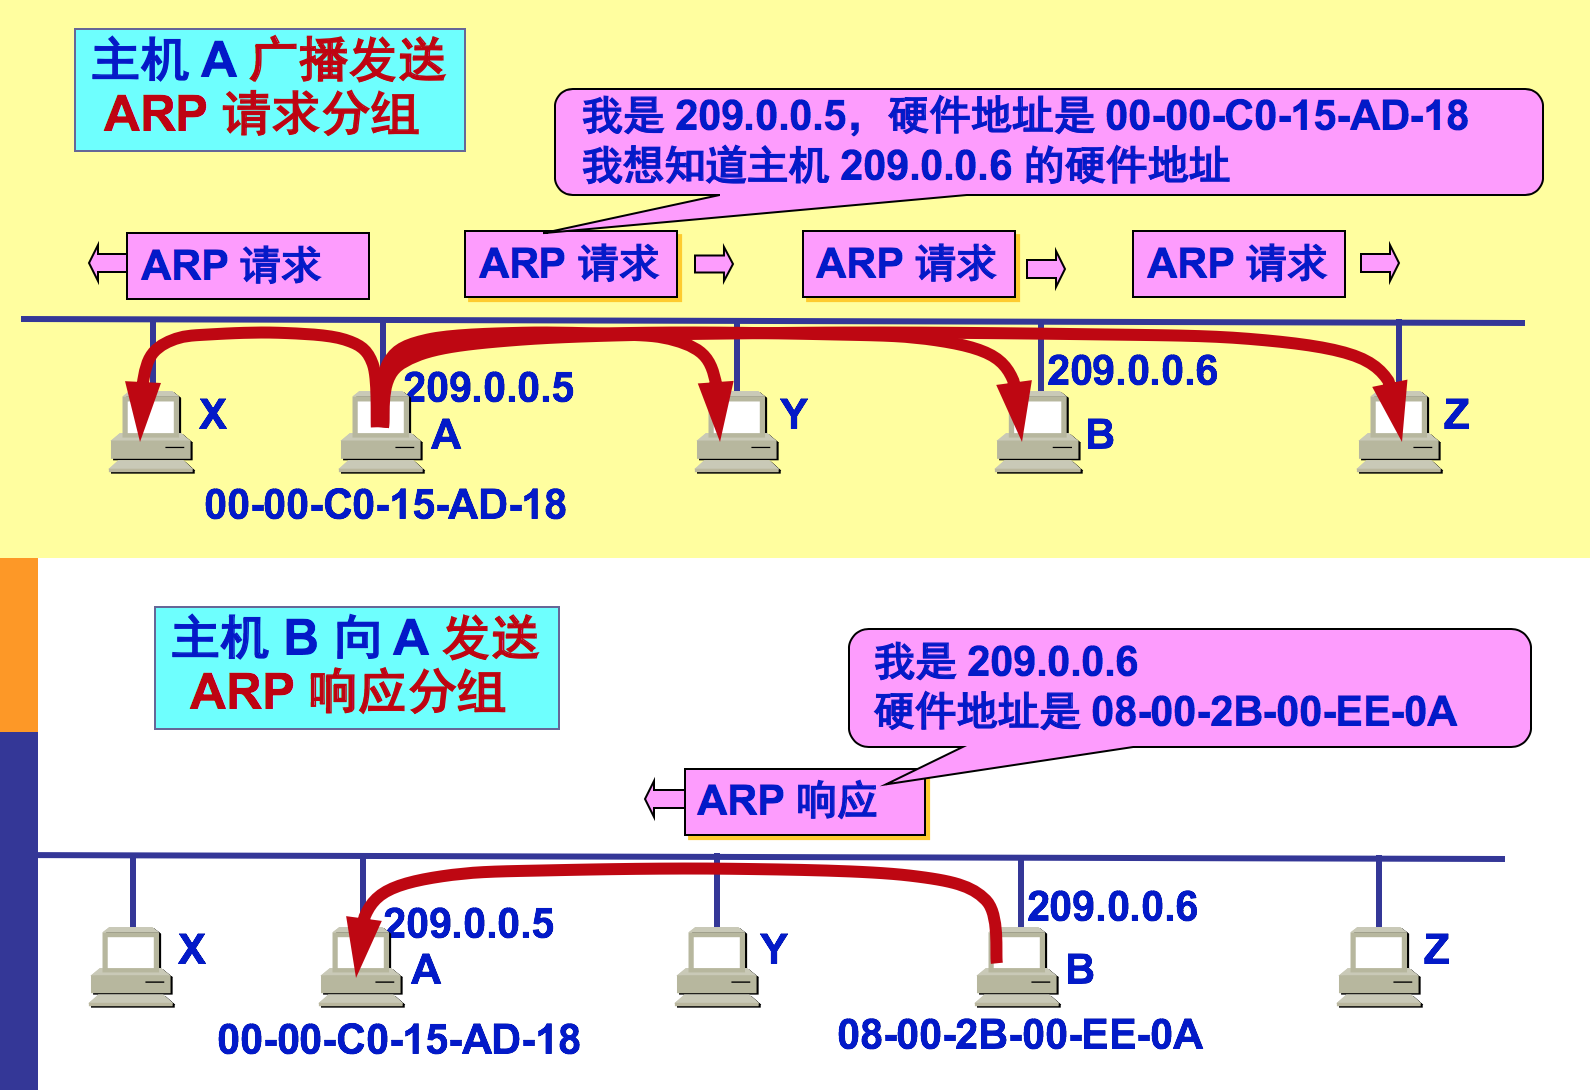 主机 A 广播发送
ARP 请求分组
我是 209.0.0.5，硬件地址是 00-00-C0-15-AD-18
我想知道主机 209.0.0.6 的硬件地址
ARP 请求
ARP 请求
ARP 请求
ARP 请求
209.0.0.5
209.0.0.6
X
A
Y
B
Z
00-00-C0-15-AD-18
主机 B 向 A 发送
ARP 响应分组
我是 209.0.0.6
硬件地址是 08-00-2B-00-EE-0A
ARP 响应
209.0.0.5
209.0.0.6
X
A
Y
B
Z
00-00-C0-15-AD-18
08-00-2B-00-EE-0A